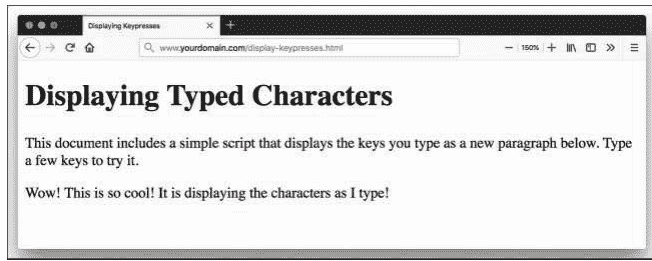 Displaying Keypresses
www.yourdomain.com/display-keypresses.html
150%
Displaying Typed Characters
This document includes a simple script that displays the keys you type as a new paragraph below. Type
a few keys to try it.
Wow! This is so cool! It is displaying the characters as I type!